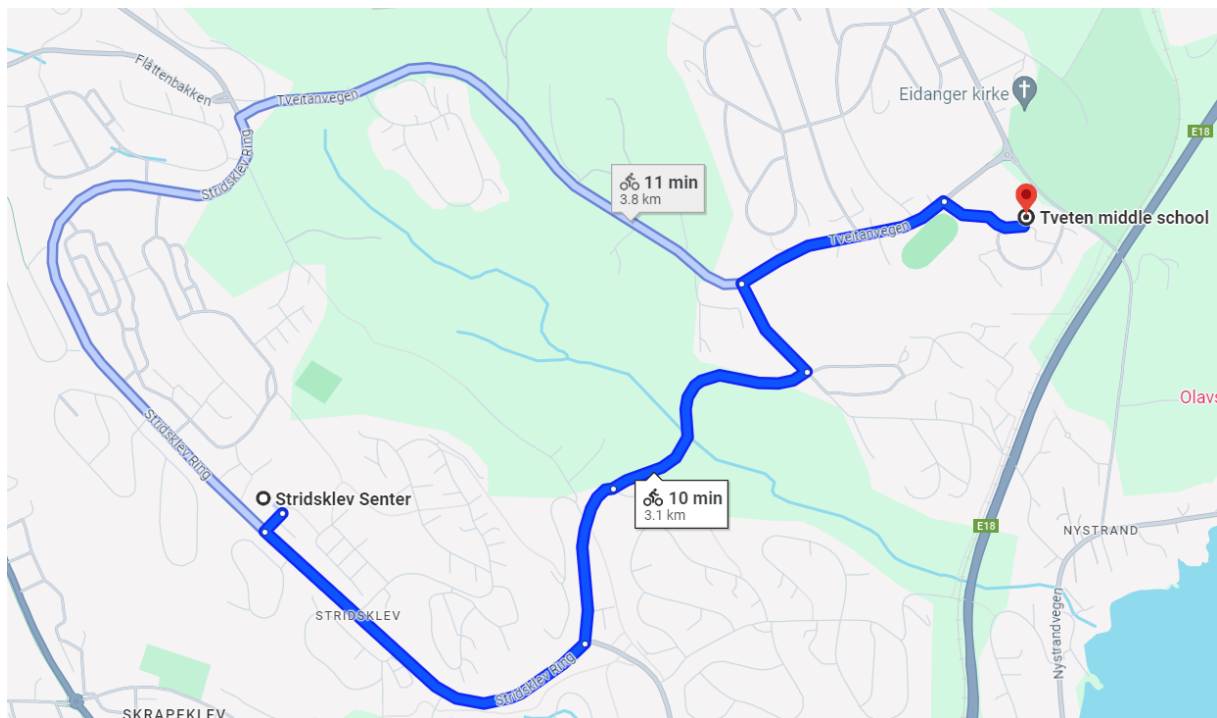 Flåttenbakken
Tveitanvegen
Eidanger kirke
E18
Stridsklev Ring
11 min
3.8 km
Tveten middle school
Tveitanvegen
Olavs
Stridsklev Ring
Stridsklev Senter
10 min
3.1 km
E18
NYSTRAND
STRIDSKLEV
Nystrandvegen
Stridsklev Ring
SKRAPEKLEV